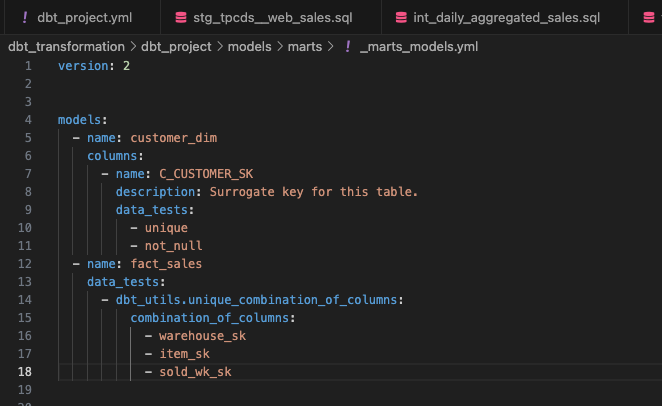 ! dbt_project.yml stg_tpcds__web_sales.sql int_daily_aggregated_sales.sql
dbt_transformation > dbt_project > models > marts > ! _marts_models.yml
1 version: 2
2
3
4 models:
5 - name: customer_dim
6 columns:
7 - name: C_CUSTOMER_SK
8 description: Surrogate key for this table.
9 data_tests:
10 - unique
11 - not_null
12 - name: fact_sales
13 data_tests:
14 - dbt_utils.unique_combination_of_columns:
15 combination_of_columns:
16 - warehouse_sk
17 - item_sk
18 - sold_wk_sk
19